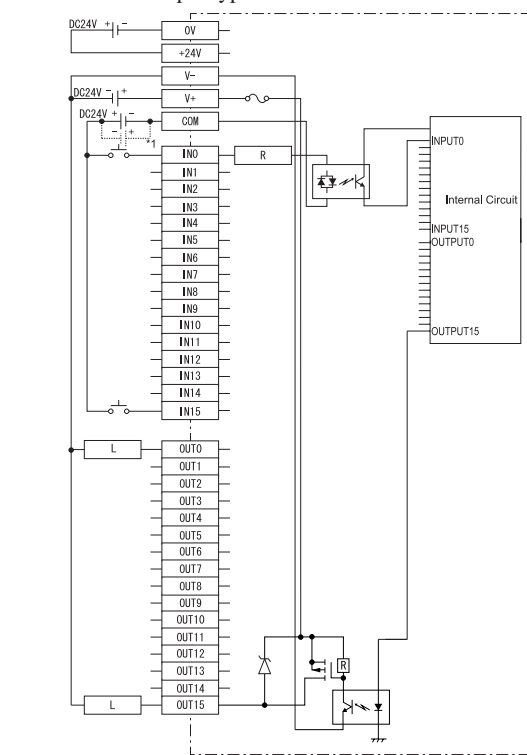 DC24V + -
0V
+24V
V-
DC24V - +
V+
DC24V + -
COM
- +
*1
IN0
R
IN1
IN2
IN3
IN4
IN5
IN6
IN7
IN8
IN9
IN10
IN11
IN12
IN13
IN14
IN15
INPUT0
Internal Circuit
INPUT15
OUTPUT0
OUTPUT15
L
OUT0
OUT1
OUT2
OUT3
OUT4
OUT5
OUT6
OUT7
OUT8
OUT9
OUT10
OUT11
OUT12
OUT13
R
OUT14
L
OUT15